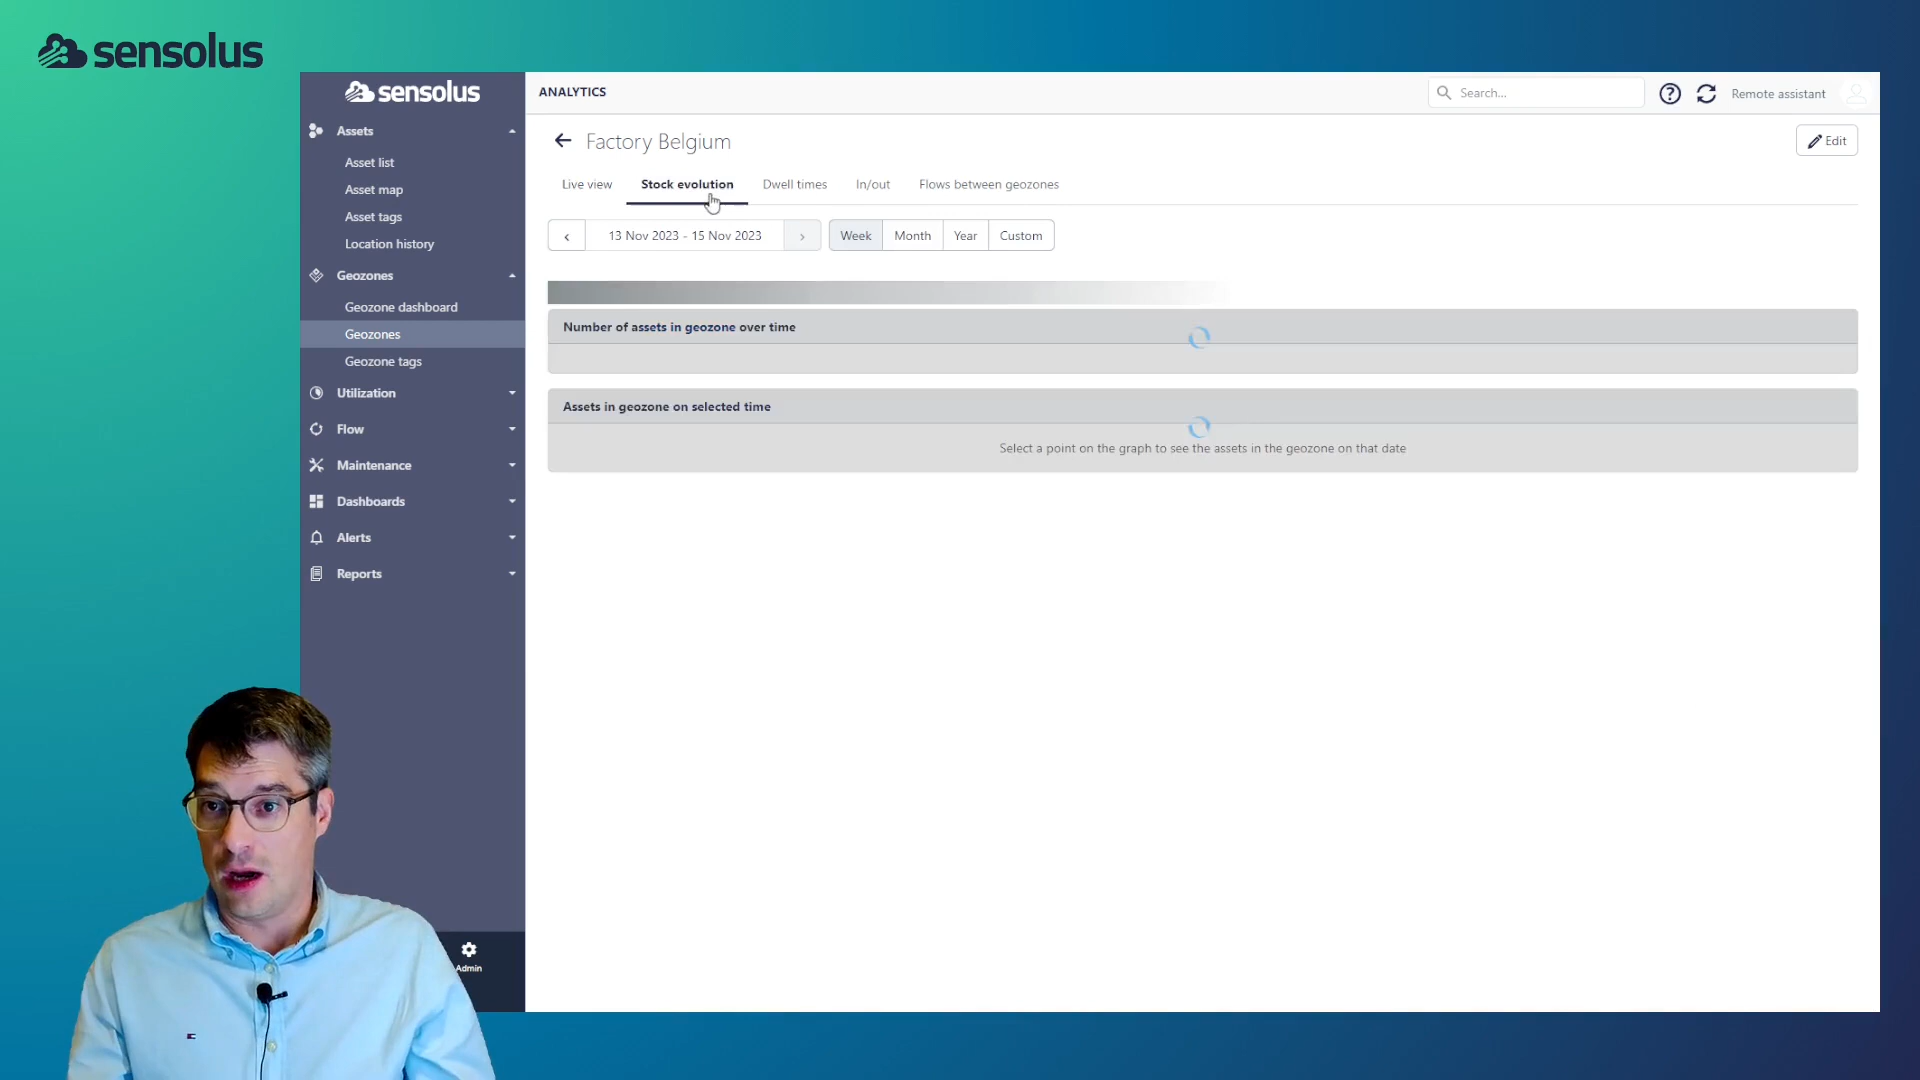 sensolus
sensolus
ANALYTICS
Search...
Remote assistant
Assets
Asset list
Asset map
Asset tags
Location history
Geozones
Geozone dashboard
Geozones
Geozone tags
Utilization
Flow
Maintenance
Dashboards
Alerts
Reports
Admin
Factory Belgium
Edit
Live view Stock evolution Dwell times In/out Flows between geozones
‹ 13 Nov 2023 - 15 Nov 2023 › Week Month Year Custom
Number of assets in geozone over time
Assets in geozone on selected time
Select a point on the graph to see the assets in the geozone on that date